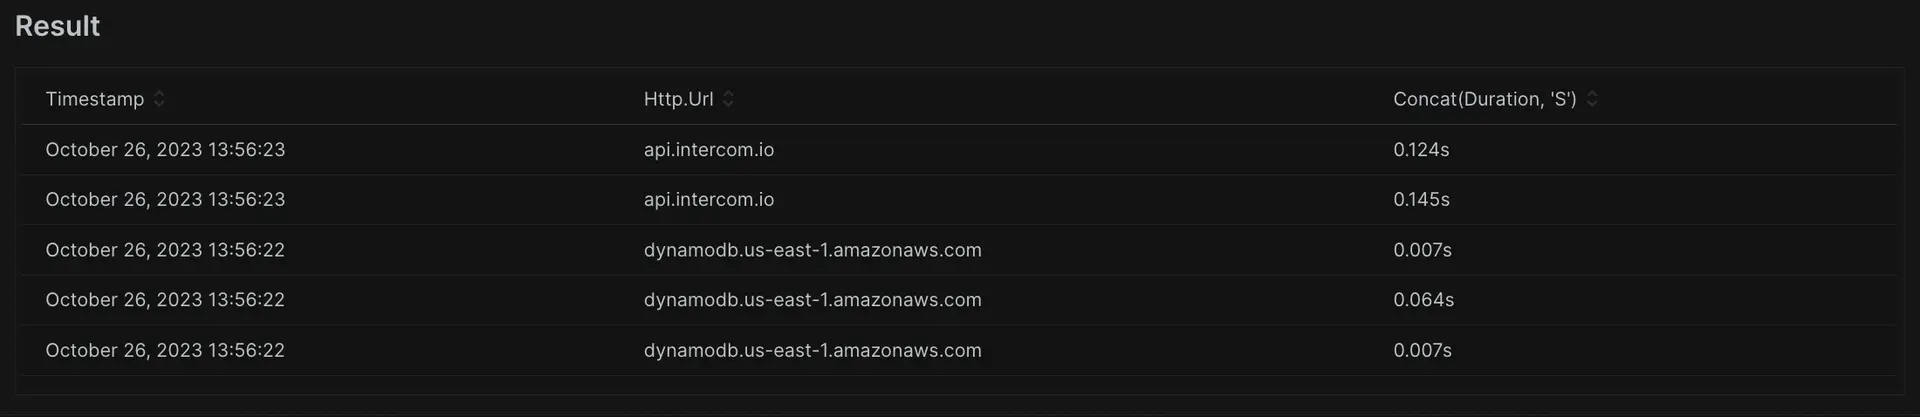 Result
Timestamp Http.Url Concat(Duration, 'S')
October 26, 2023 13:56:23 api.intercom.io 0.124s
October 26, 2023 13:56:23 api.intercom.io 0.145s
October 26, 2023 13:56:22 dynamodb.us-east-1.amazonaws.com 0.007s
October 26, 2023 13:56:22 dynamodb.us-east-1.amazonaws.com 0.064s
October 26, 2023 13:56:22 dynamodb.us-east-1.amazonaws.com 0.007s